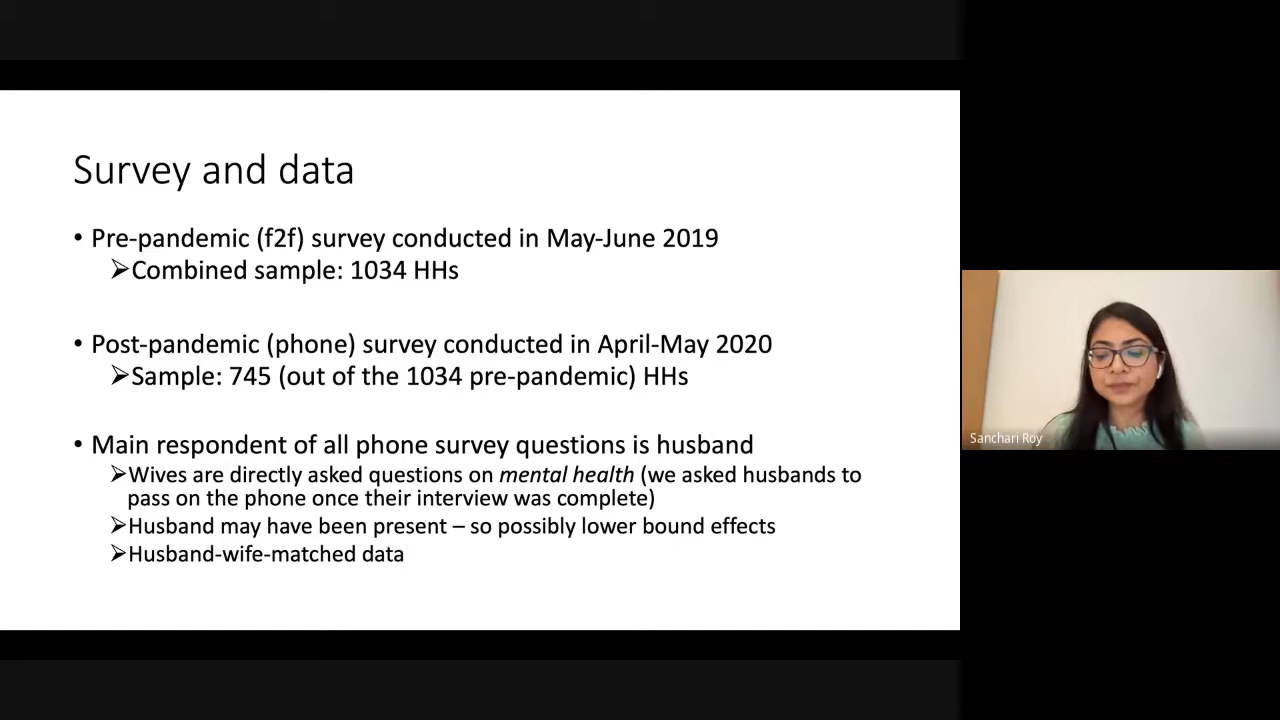 Survey and data
• Pre-pandemic (f2f) survey conducted in May-June 2019
➢Combined sample: 1034 HHs
• Post-pandemic (phone) survey conducted in April-May 2020
➢Sample: 745 (out of the 1034 pre-pandemic) HHs
• Main respondent of all phone survey questions is husband
➢Wives are directly asked questions on mental health (we asked husbands to
pass on the phone once their interview was complete)
➢Husband may have been present – so possibly lower bound effects
➢Husband-wife-matched data
Sanchari Roy